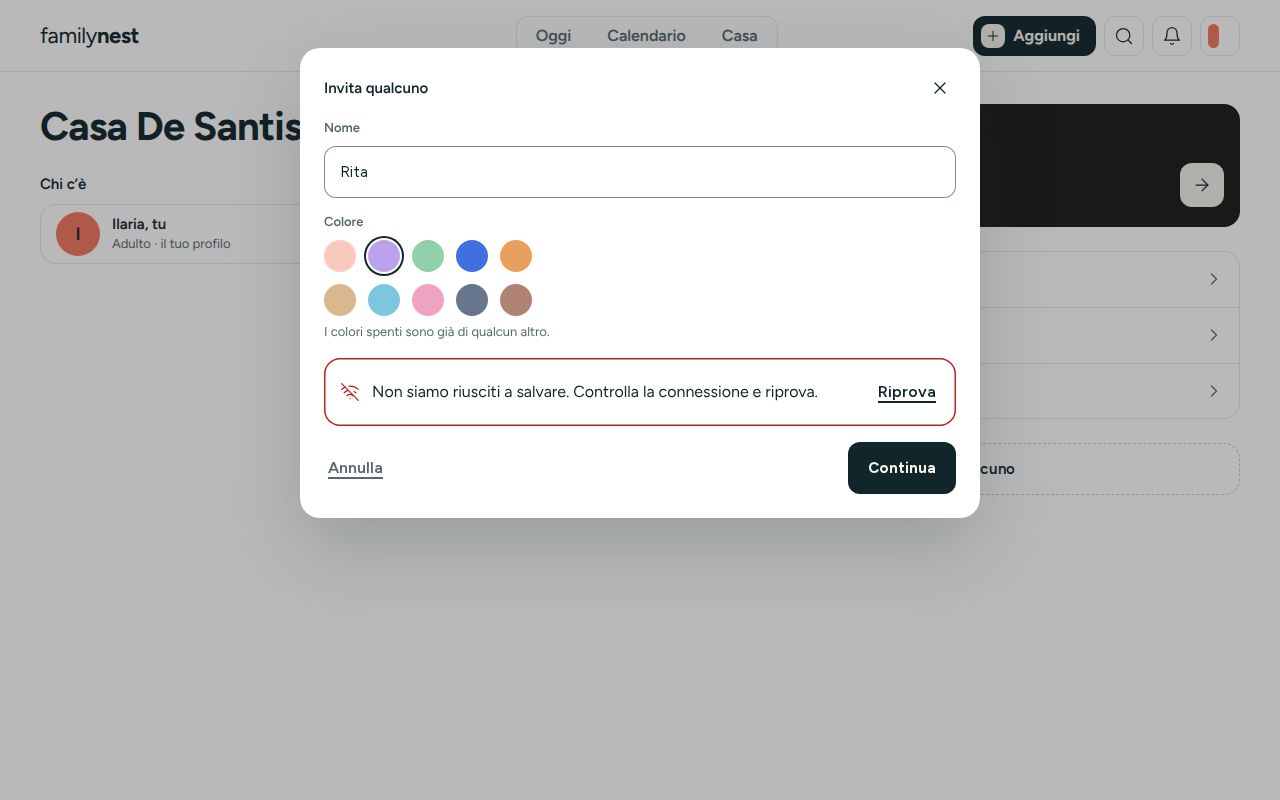 familynest
Oggi Calendario Casa
Aggiungi
Casa De Santis
Chi c'è
I
Ilaria, tu
Adulto · il tuo profilo
Invita qualcuno
Nome
Rita
Colore
I colori spenti sono già di qualcun altro.
Non siamo riusciti a salvare. Controlla la connessione e riprova. Riprova
Annulla Continua
cuno